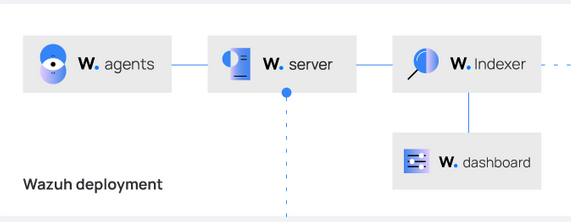 W. agents
W. server
W. Indexer
W. dashboard
Wazuh deployment